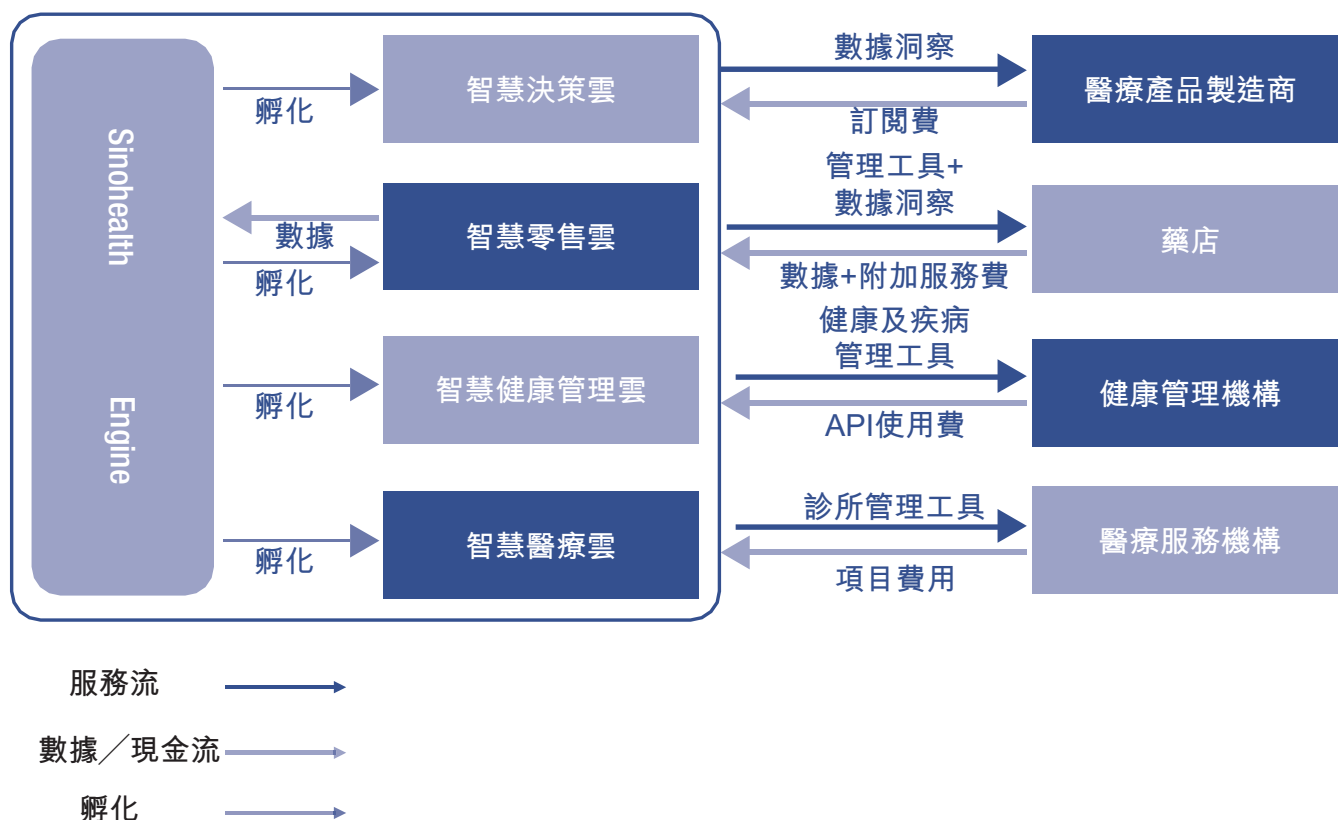 Sinohealth Engine
孵化
智慧決策雲
數據洞察
訂閱費
醫療產品製造商
數據
孵化
智慧零售雲
管理工具+
數據洞察
數據+附加服務費
藥店
孵化
智慧健康管理雲
健康及疾病
管理工具
API使用費
健康管理機構
孵化
智慧醫療雲
診所管理工具
項目費用
醫療服務機構
服務流
數據／現金流
孵化